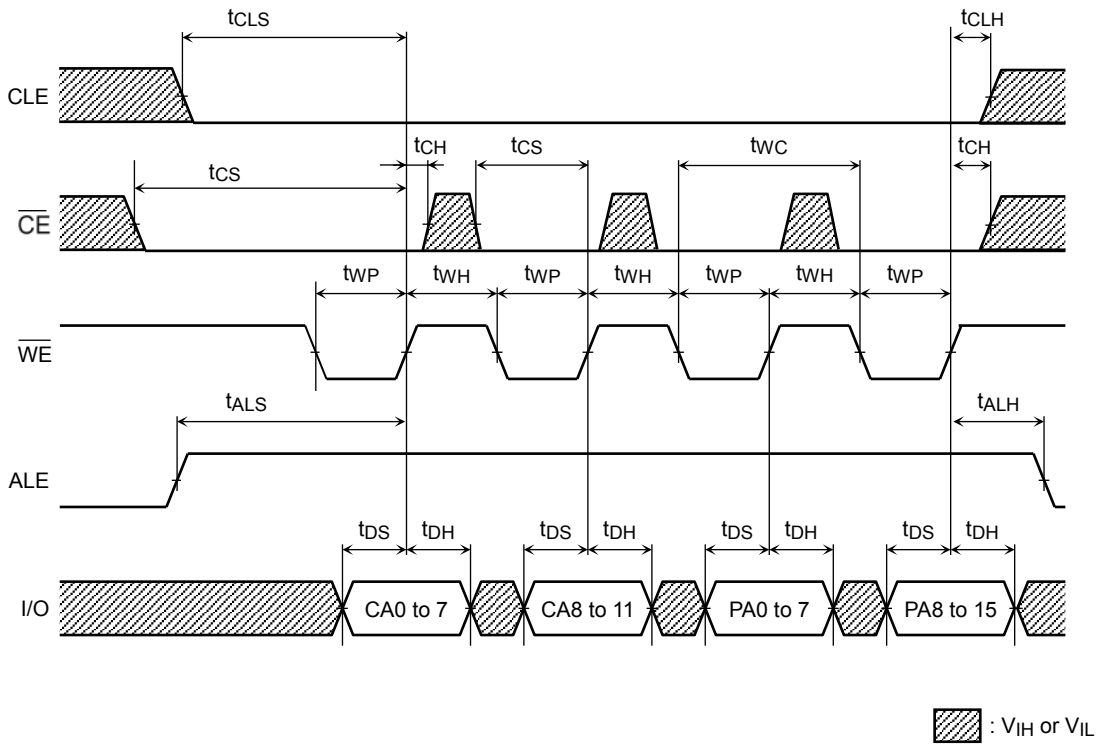 tCLS tCLH
CLE
tCH tCS tWC tCH
tCS
CE
tWP tWH tWP tWH tWP tWH tWP
WE
tALS tALH
ALE
tDS tDH tDS tDH tDS tDH tDS tDH
I/O CA0 to 7 CA8 to 11 PA0 to 7 PA8 to 15
: VIH or VIL